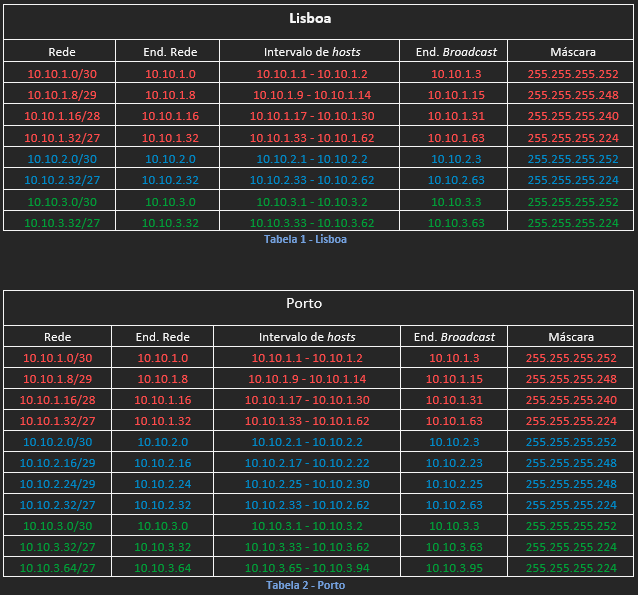 Lisboa
Rede End. Rede Intervalo de hosts End. Broadcast Máscara
10.10.1.0/30 10.10.1.0 10.10.1.1 - 10.10.1.2 10.10.1.3 255.255.255.252
10.10.1.8/29 10.10.1.8 10.10.1.9 - 10.10.1.14 10.10.1.15 255.255.255.248
10.10.1.16/28 10.10.1.16 10.10.1.17 - 10.10.1.30 10.10.1.31 255.255.255.240
10.10.1.32/27 10.10.1.32 10.10.1.33 - 10.10.1.62 10.10.1.63 255.255.255.224
10.10.2.0/30 10.10.2.0 10.10.2.1 - 10.10.2.2 10.10.2.3 255.255.255.252
10.10.2.32/27 10.10.2.32 10.10.2.33 - 10.10.2.62 10.10.2.63 255.255.255.224
10.10.3.0/30 10.10.3.0 10.10.3.1 - 10.10.3.2 10.10.3.3 255.255.255.252
10.10.3.32/27 10.10.3.32 10.10.3.33 - 10.10.3.62 10.10.3.63 255.255.255.224
Tabela 1 - Lisboa
Porto
Rede End. Rede Intervalo de hosts End. Broadcast Máscara
10.10.1.0/30 10.10.1.0 10.10.1.1 - 10.10.1.2 10.10.1.3 255.255.255.252
10.10.1.8/29 10.10.1.8 10.10.1.9 - 10.10.1.14 10.10.1.15 255.255.255.248
10.10.1.16/28 10.10.1.16 10.10.1.17 - 10.10.1.30 10.10.1.31 255.255.255.240
10.10.1.32/27 10.10.1.32 10.10.1.33 - 10.10.1.62 10.10.1.63 255.255.255.224
10.10.2.0/30 10.10.2.0 10.10.2.1 - 10.10.2.2 10.10.2.3 255.255.255.252
10.10.2.16/29 10.10.2.16 10.10.2.17 - 10.10.2.22 10.10.2.23 255.255.255.248
10.10.2.24/29 10.10.2.24 10.10.2.25 - 10.10.2.30 10.10.2.25 255.255.255.248
10.10.2.32/27 10.10.2.32 10.10.2.33 - 10.10.2.62 10.10.2.63 255.255.255.224
10.10.3.0/30 10.10.3.0 10.10.3.1 - 10.10.3.2 10.10.3.3 255.255.255.252
10.10.3.32/27 10.10.3.32 10.10.3.33 - 10.10.3.62 10.10.3.63 255.255.255.224
10.10.3.64/27 10.10.3.64 10.10.3.65 - 10.10.3.94 10.10.3.95 255.255.255.224
Tabela 2 - Porto